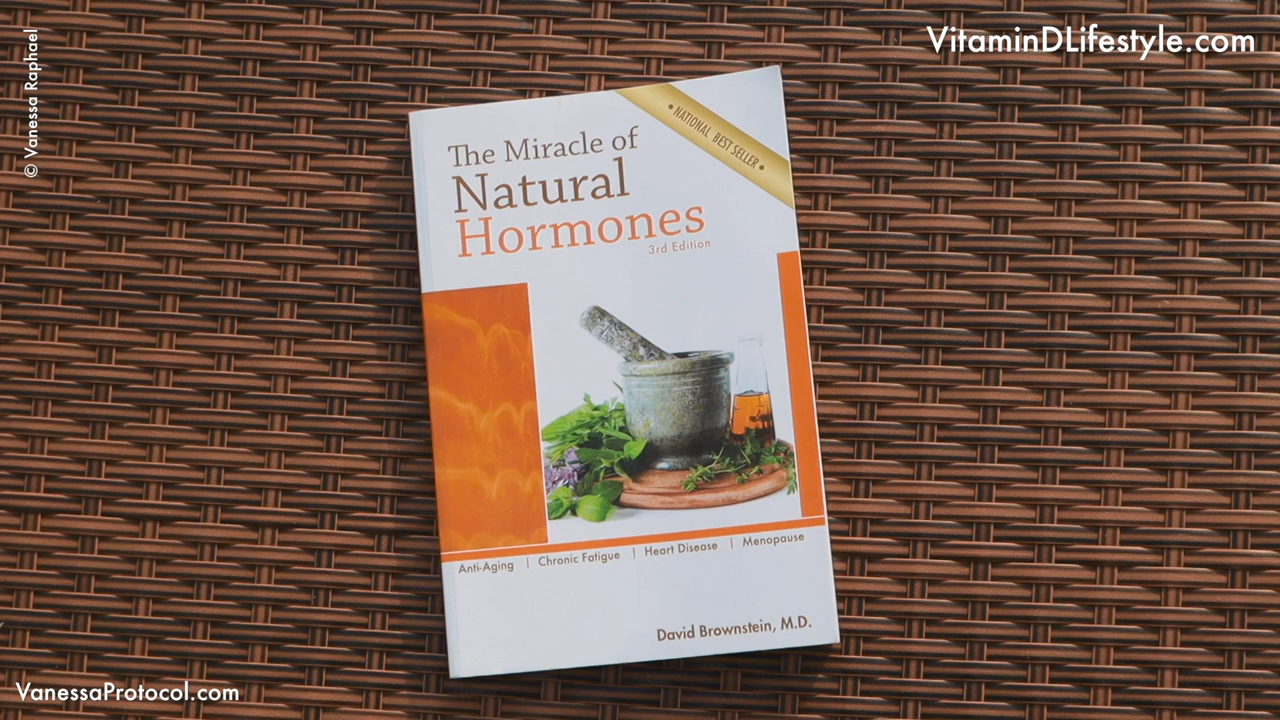 © Vanessa Raphael
VitaminDLifestyle.com
• NATIONAL BEST SELLER •
The Miracle of
Natural
Hormones
3rd Edition
Anti-Aging | Chronic Fatigue | Heart Disease | Menopause
David Brownstein, M.D.
VanessaProtocol.com